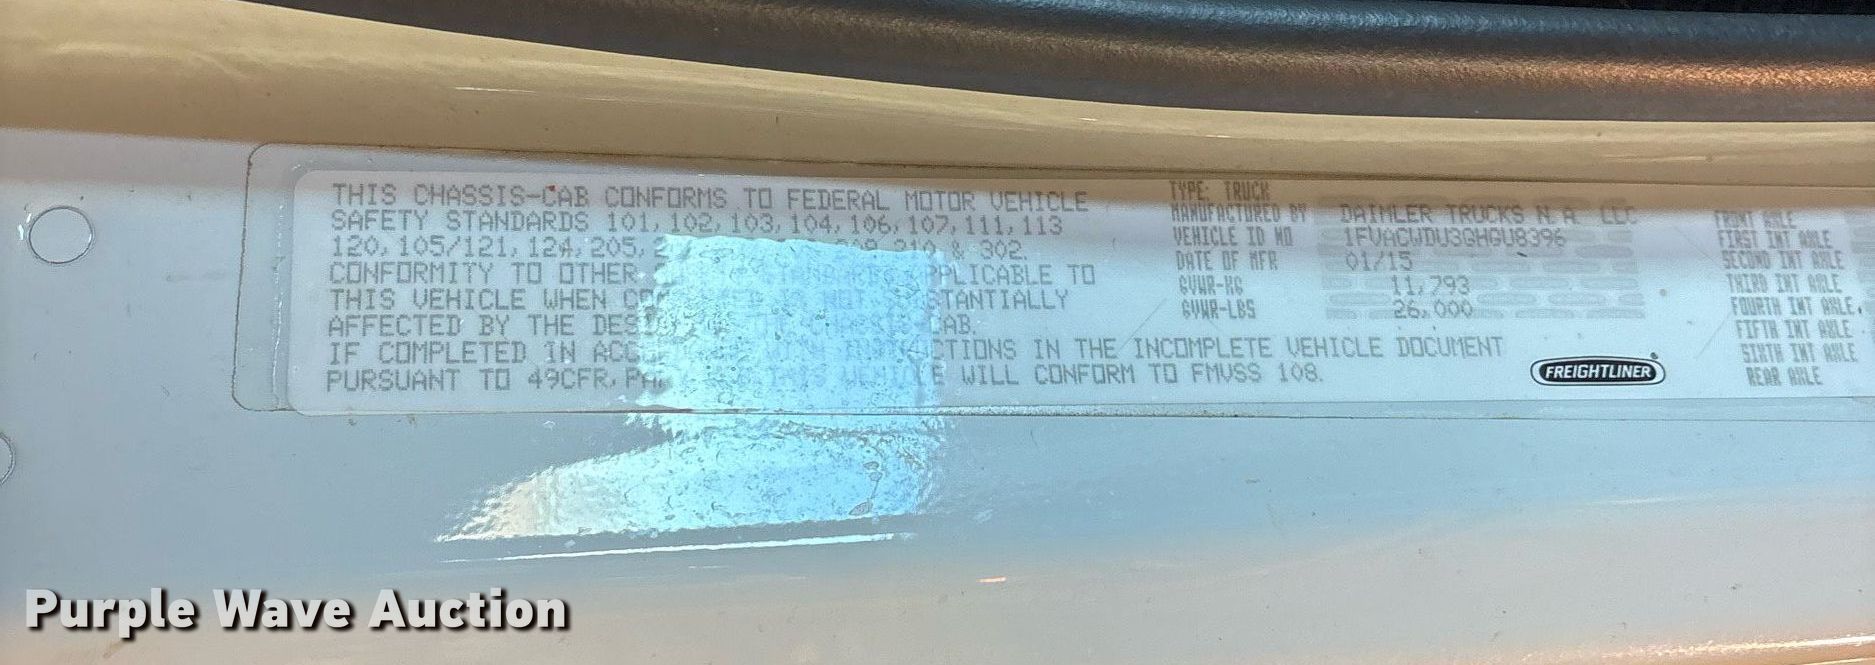 THIS CHASSIS-CAB CONFORMS TO FEDERAL MOTOR VEHICLE
SAFETY STANDARDS 101, 102, 103, 104, 106, 107, 111, 113
120, 105/121, 124, 205, 2 & 302.
CONFORMITY TO OTHER APPLICABLE TO
THIS VEHICLE WHEN NOT SUBSTANTIALLY
AFFECTED BY THE CHASSIS-CAB.
IF COMPLETED IN INSTRUCTIONS IN THE INCOMPLETE VEHICLE DOCUMENT
PURSUANT TO 49CFR, THIS VEHICLE WILL CONFORM TO FMVSS 108.
TYPE: TRUCK
MANUFACTURED BY DAIMLER TRUCKS N.A. LLC
VEHICLE ID NO 1FVACWDU3GHGU8396
DATE OF MFR 01/15
GVWR-KG 11,793
GVWR-LBS 26,000
FREIGHTLINER
FRONT AXLE
FIRST INT AXLE
SECOND INT AXLE
THIRD INT AXLE
FOURTH INT AXLE
FIFTH INT AXLE
SIXTH INT AXLE
REAR AXLE
Purple Wave Auction